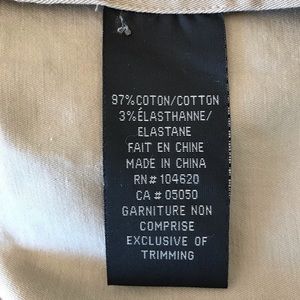 97%COTON/COTTON
3%ÉLASTHANNE/
ELASTANE
FAIT EN CHINE
MADE IN CHINA
RN# 104620
CA # 05050
GARNITURE NON
COMPRISE
EXCLUSIVE OF
TRIMMING